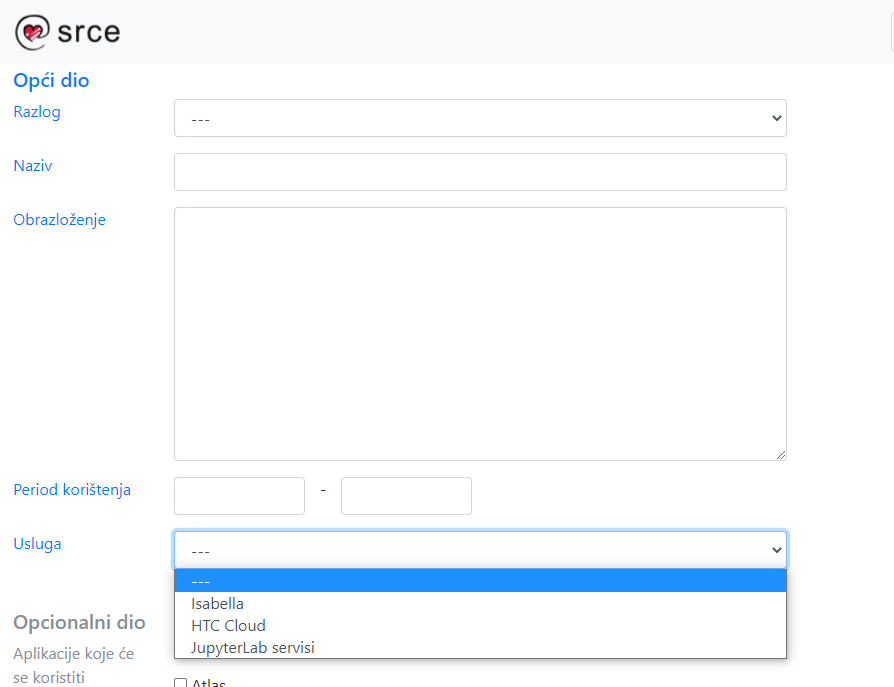 srce
Opći dio
Razlog
---
Naziv
Obrazloženje
Period korištenja
-
Usluga
---
---
Isabella
HTC Cloud
JupyterLab servisi
Opcionalni dio
Aplikacije koje će
se koristiti
Atlas